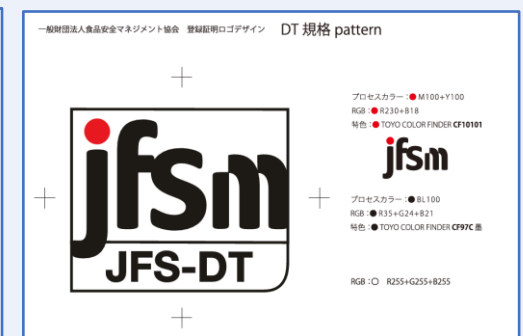 一般財団法人食品安全マネジメント協会 登録証明ロゴデザイン DT 規格 pattern
プロセスカラー:● M100+Y100
RGB:● R230+B18
特色:● TOYO COLOR FINDER CF10101
jfsm
jfsm
JFS-DT
プロセスカラー:● BL100
RGB:● R35+G24+B21
特色:● TOYO COLOR FINDER CF97C 墨
RGB:○ R255+G255+B255